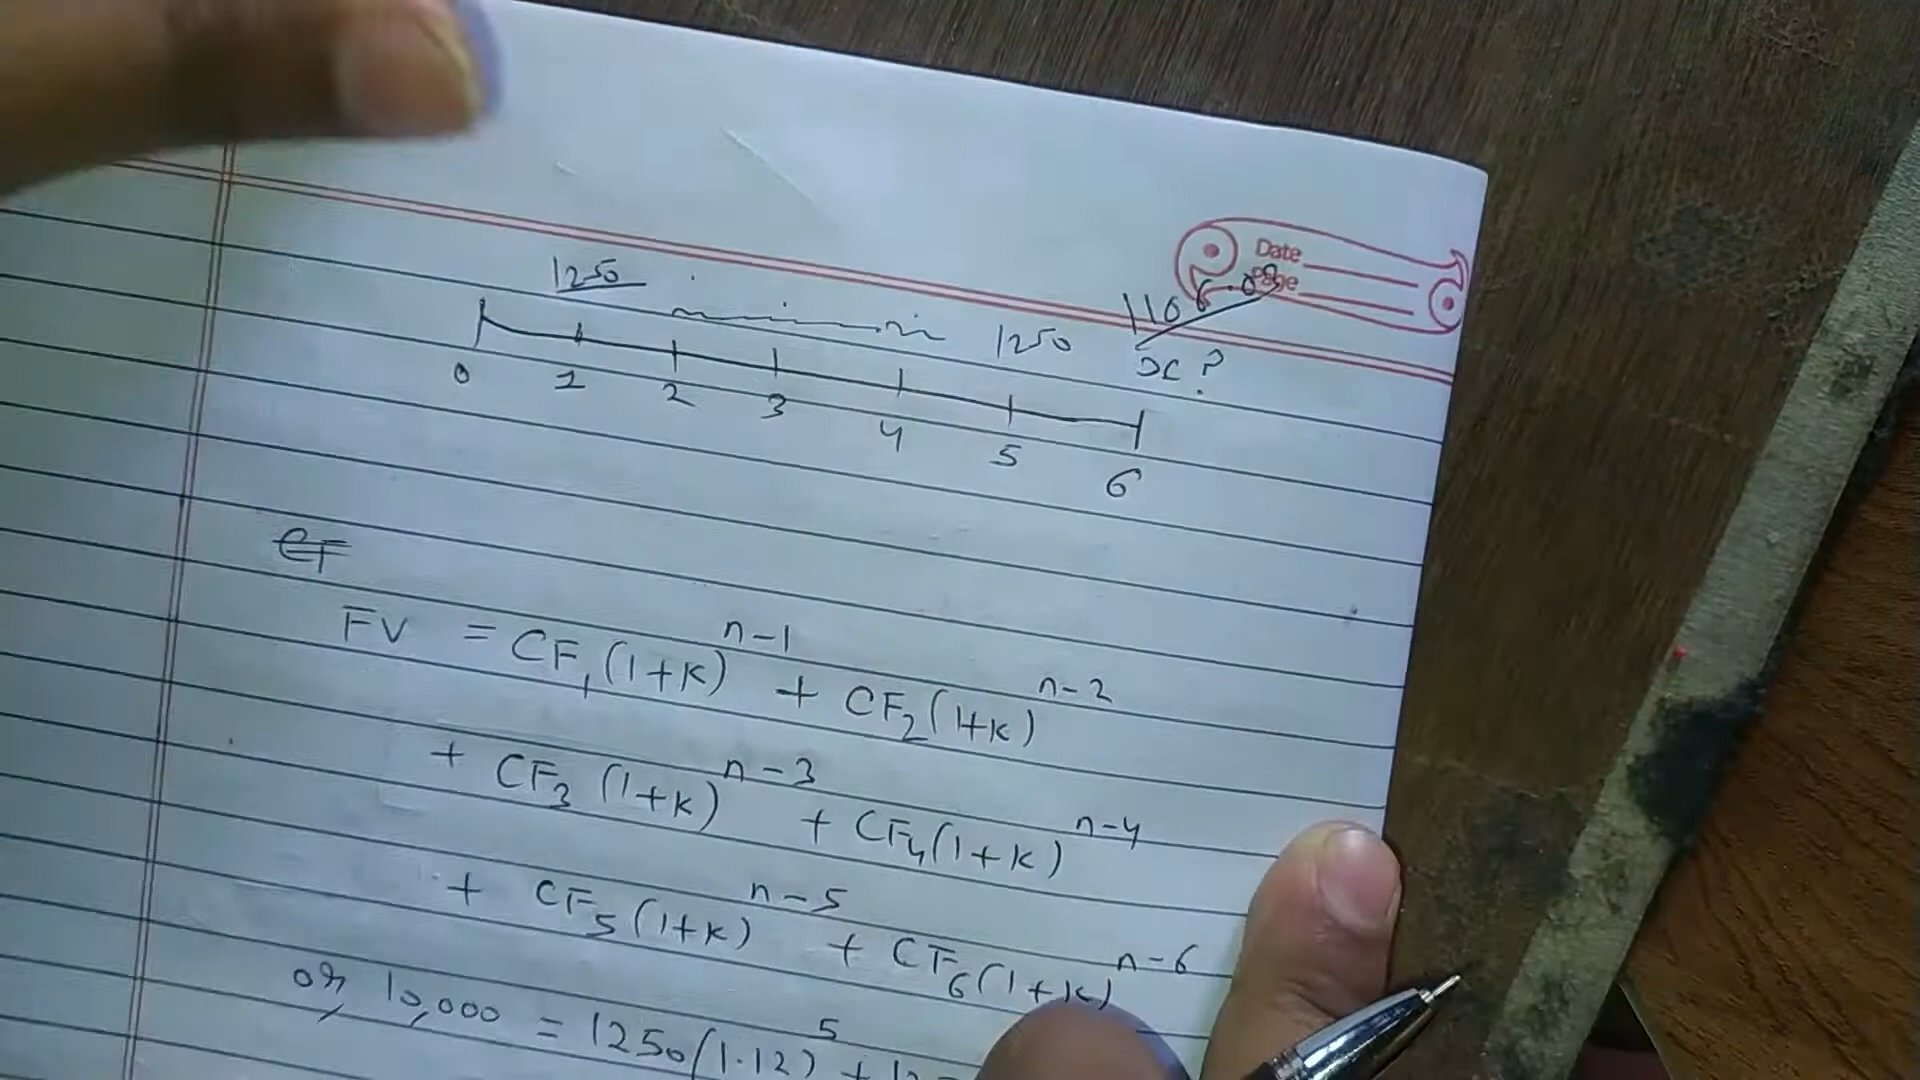 Date
Page
1250 1250 1106.09
x?
0 1 2 3 4 5 6
CF
FV = CF₁(1+K)ⁿ⁻¹ + CF₂(1+K)ⁿ⁻²
+ CF₃(1+K)ⁿ⁻³ + CF₄(1+K)ⁿ⁻⁴
+ CF₅(1+K)ⁿ⁻⁵ + CF₆(1+K)ⁿ⁻⁶
or, 10,000 = 1250(1.12)⁵ +